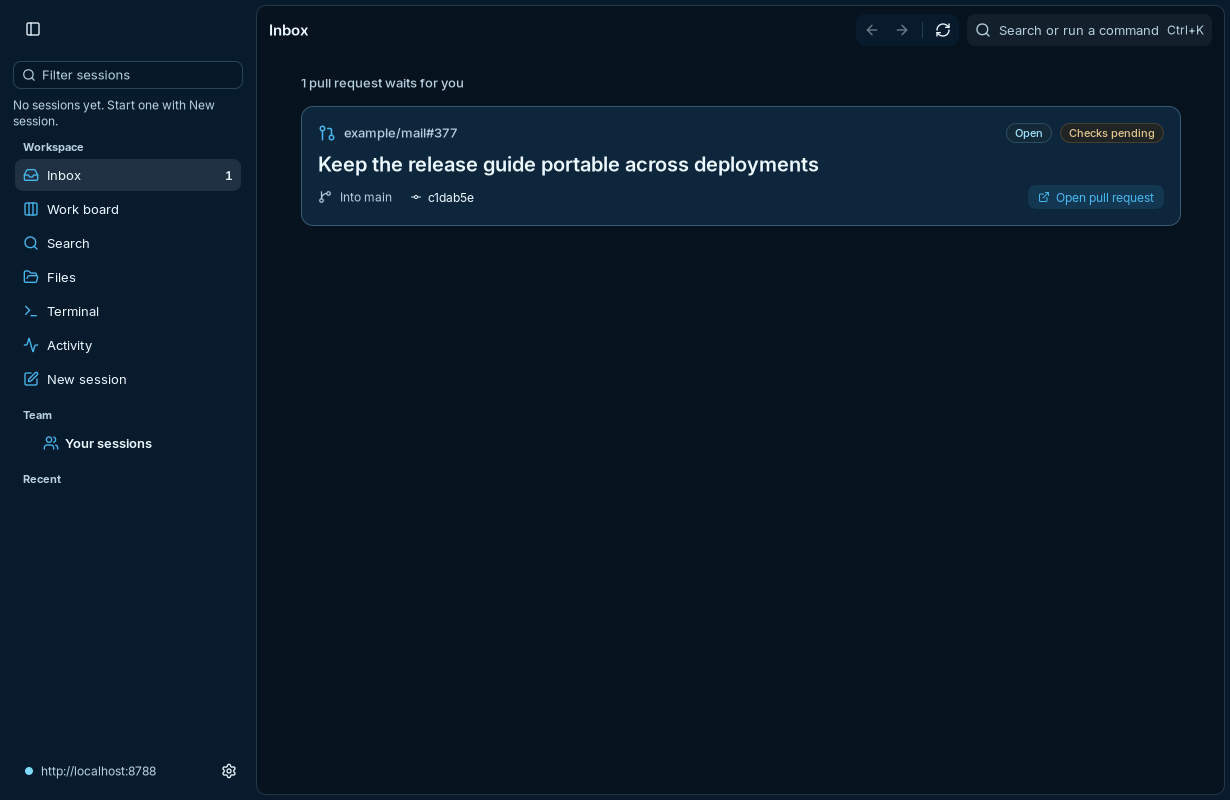 Inbox
Search or run a command Ctrl+K
Filter sessions
No sessions yet. Start one with New
session.
Workspace
Inbox 1
Work board
Search
Files
Terminal
Activity
New session
Team
Your sessions
Recent
http://localhost:8788
1 pull request waits for you
example/mail#377
Open
Checks pending
Keep the release guide portable across deployments
Into main
c1dab5e
Open pull request